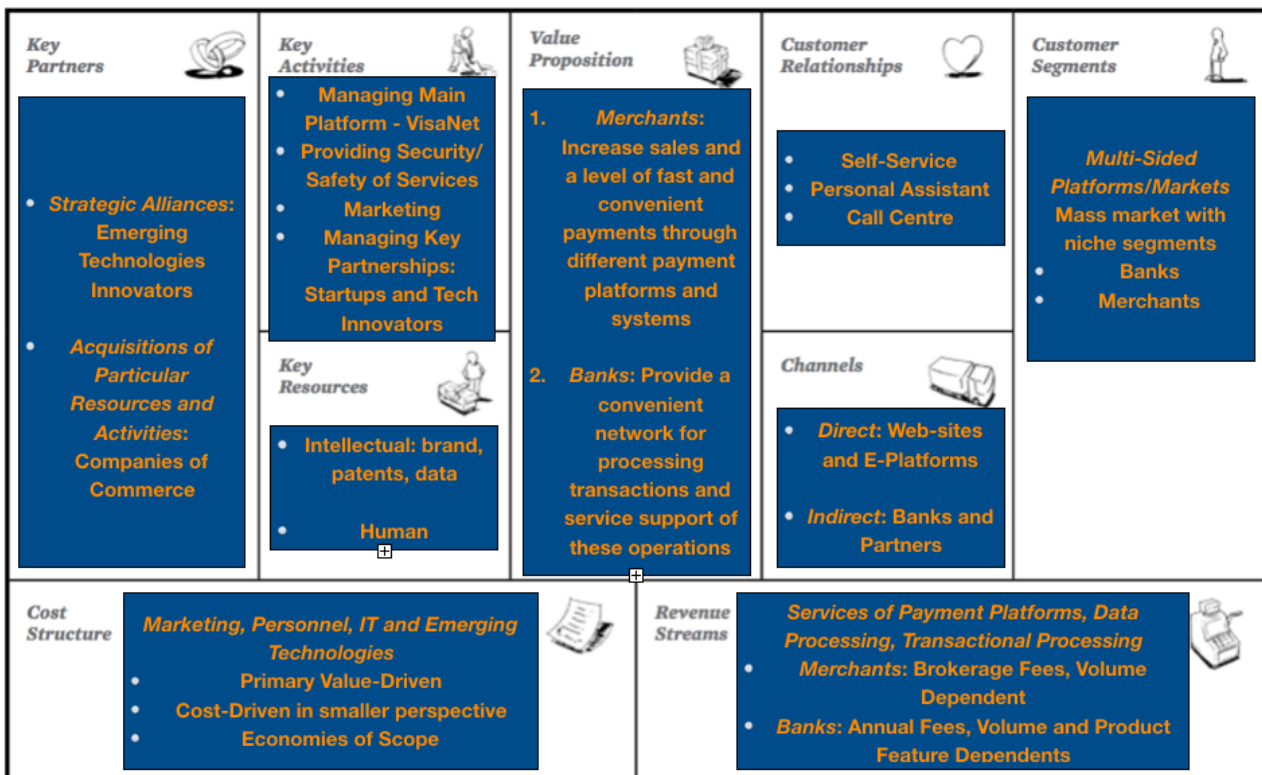 Key
Partners
• Strategic Alliances:
Emerging
Technologies
Innovators
• Acquisitions of
Particular
Resources and
Activities:
Companies of
Commerce
Key
Activities
• Managing Main
Platform - VisaNet
• Providing Security/
Safety of Services
• Marketing
• Managing Key
Partnerships:
Startups and Tech
Innovators
Key
Resources
• Intellectual: brand,
patents, data
• Human
Value
Proposition
1. Merchants:
Increase sales and
a level of fast and
convenient
payments through
different payment
platforms and
systems
2. Banks: Provide a
convenient
network for
processing
transactions and
service support of
these operations
Customer
Relationships
• Self-Service
• Personal Assistant
• Call Centre
Channels
• Direct: Web-sites
and E-Platforms
• Indirect: Banks and
Partners
Customer
Segments
Multi-Sided
Platforms/Markets
Mass market with
niche segments
• Banks
• Merchants
Cost
Structure
Marketing, Personnel, IT and Emerging
Technologies
• Primary Value-Driven
• Cost-Driven in smaller perspective
• Economies of Scope
Revenue
Streams
Services of Payment Platforms, Data
Processing, Transactional Processing
• Merchants: Brokerage Fees, Volume
Dependent
• Banks: Annual Fees, Volume and Product
Feature Dependents